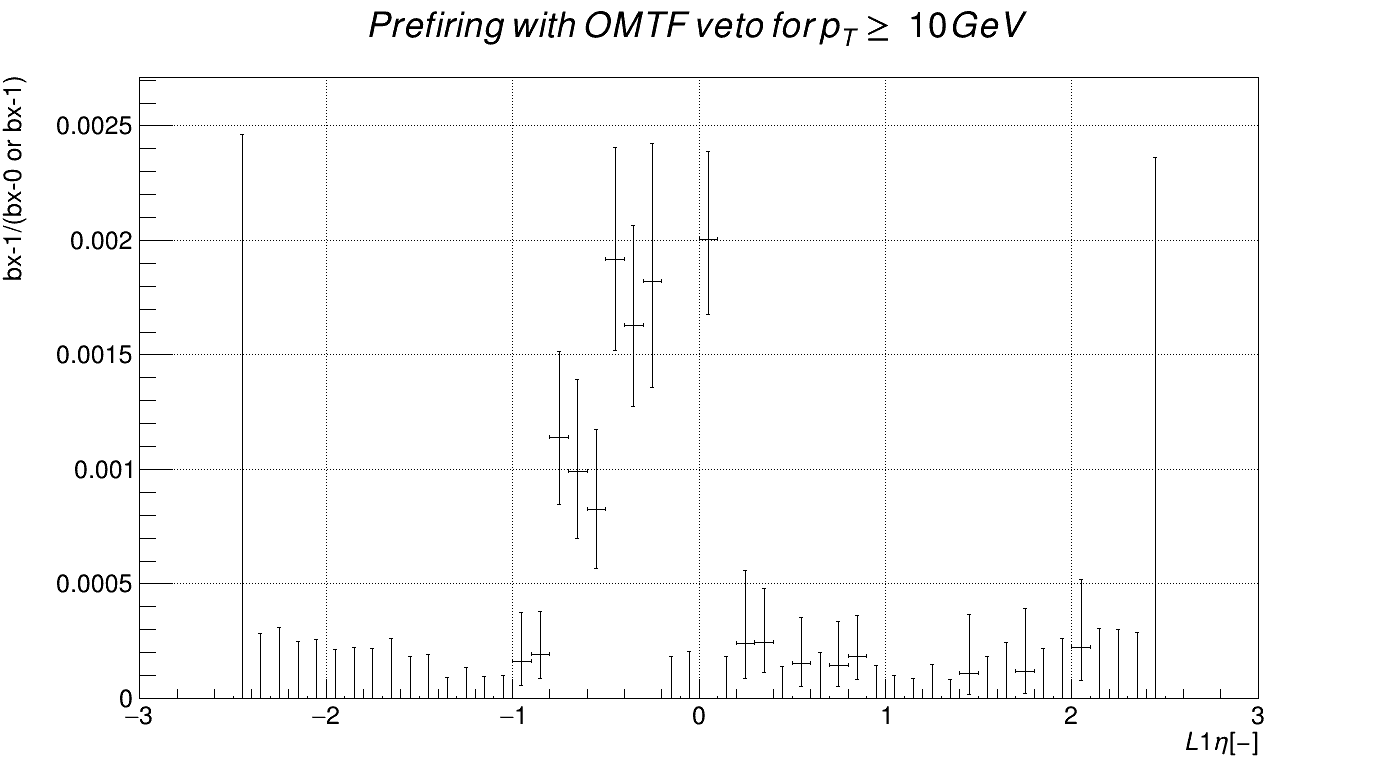 Prefiring with OMTF veto for p_T ≥ 10 GeV
bx-1/(bx-0 or bx-1)
0.0025
0.002
0.0015
0.001
0.0005
0
−3 −2 −1 0 1 2 3
L1 η[−]